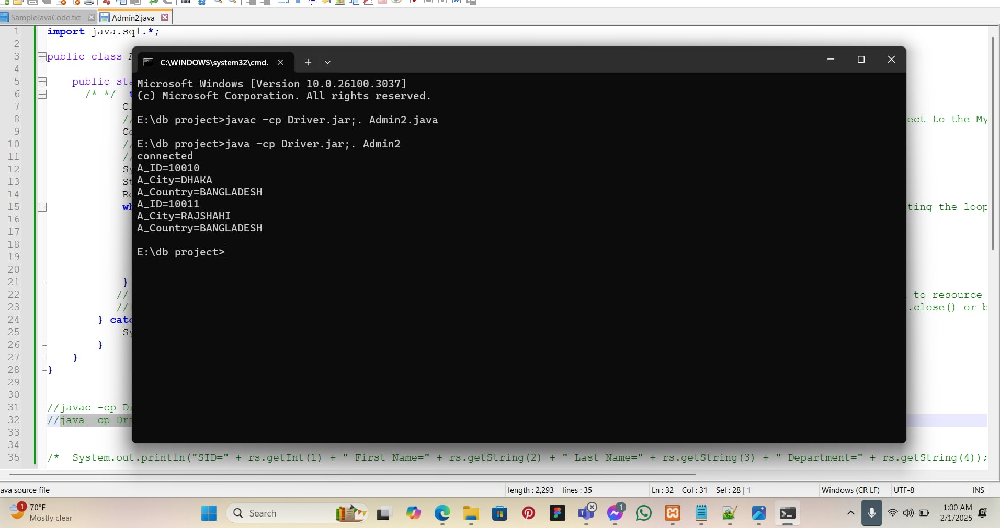 SampleJavaCode.txt
Admin2.java
1 import java.sql.*;
2
3 public class A
4
5 public sta
6 /* */ t
7 Cl
8 // ect to the My
9 Co
10 //
11 //
12 Sy
13 St
14 Re
15 wh ting the loop
16
17
18
19
20
21 }
22 // to resource
23 // .close() or b
24 } catc
25 Sy
26 }
27 }
28 }
29
30
31 //javac -cp Dr
32 //java -cp Dri
33
34
35 /* System.out.println("SID=" + rs.getInt(1) + " First Name=" + rs.getString(2) + " Last Name=" + rs.getString(3) + " Department=" + rs.getString(4));
C:\WINDOWS\system32\cmd.
Microsoft Windows [Version 10.0.26100.3037]
(c) Microsoft Corporation. All rights reserved.
E:\db project>javac -cp Driver.jar;. Admin2.java
E:\db project>java -cp Driver.jar;. Admin2
connected
A_ID=10010
A_City=DHAKA
A_Country=BANGLADESH
A_ID=10011
A_City=RAJSHAHI
A_Country=BANGLADESH
E:\db project>
ava source file
length : 2,293 lines : 35
Ln : 32 Col : 31 Sel : 28 | 1
Windows (CR LF)
UTF-8
INS
1
70°F
Mostly clear
Search
1
1:00 AM
2/1/2025